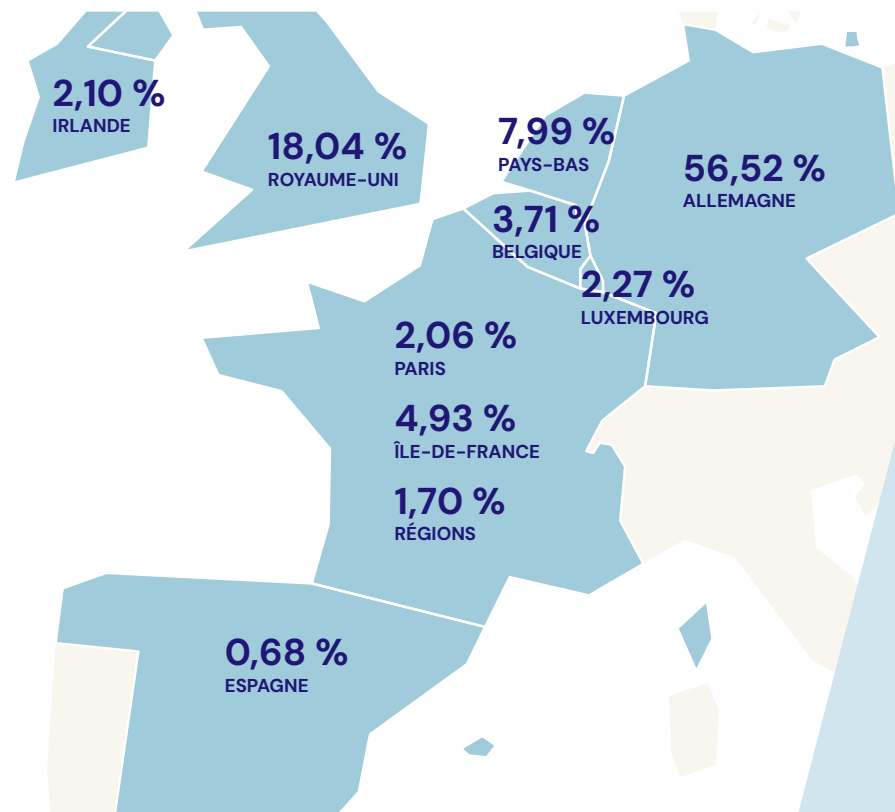 2,10 %
IRLANDE
18,04 %
ROYAUME-UNI
7,99 %
PAYS-BAS
56,52 %
ALLEMAGNE
3,71 %
BELGIQUE
2,27 %
LUXEMBOURG
2,06 %
PARIS
4,93 %
ÎLE-DE-FRANCE
1,70 %
RÉGIONS
0,68 %
ESPAGNE